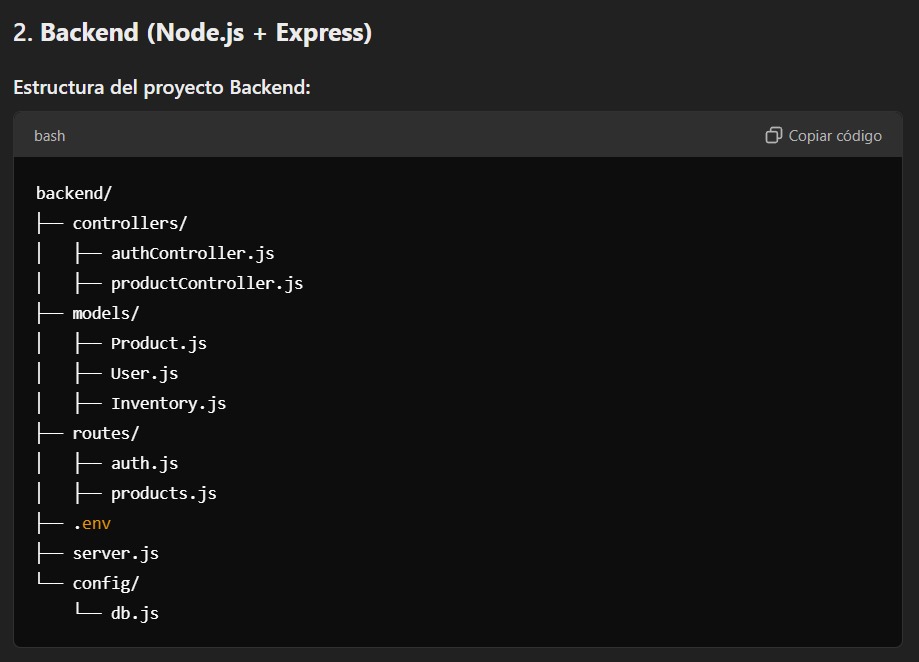 2. Backend (Node.js + Express)
Estructura del proyecto Backend:
bash
Copiar código
backend/
├── controllers/
│   ├── authController.js
│   ├── productController.js
├── models/
│   ├── Product.js
│   ├── User.js
│   ├── Inventory.js
├── routes/
│   ├── auth.js
│   ├── products.js
├── .env
├── server.js
└── config/
    └── db.js